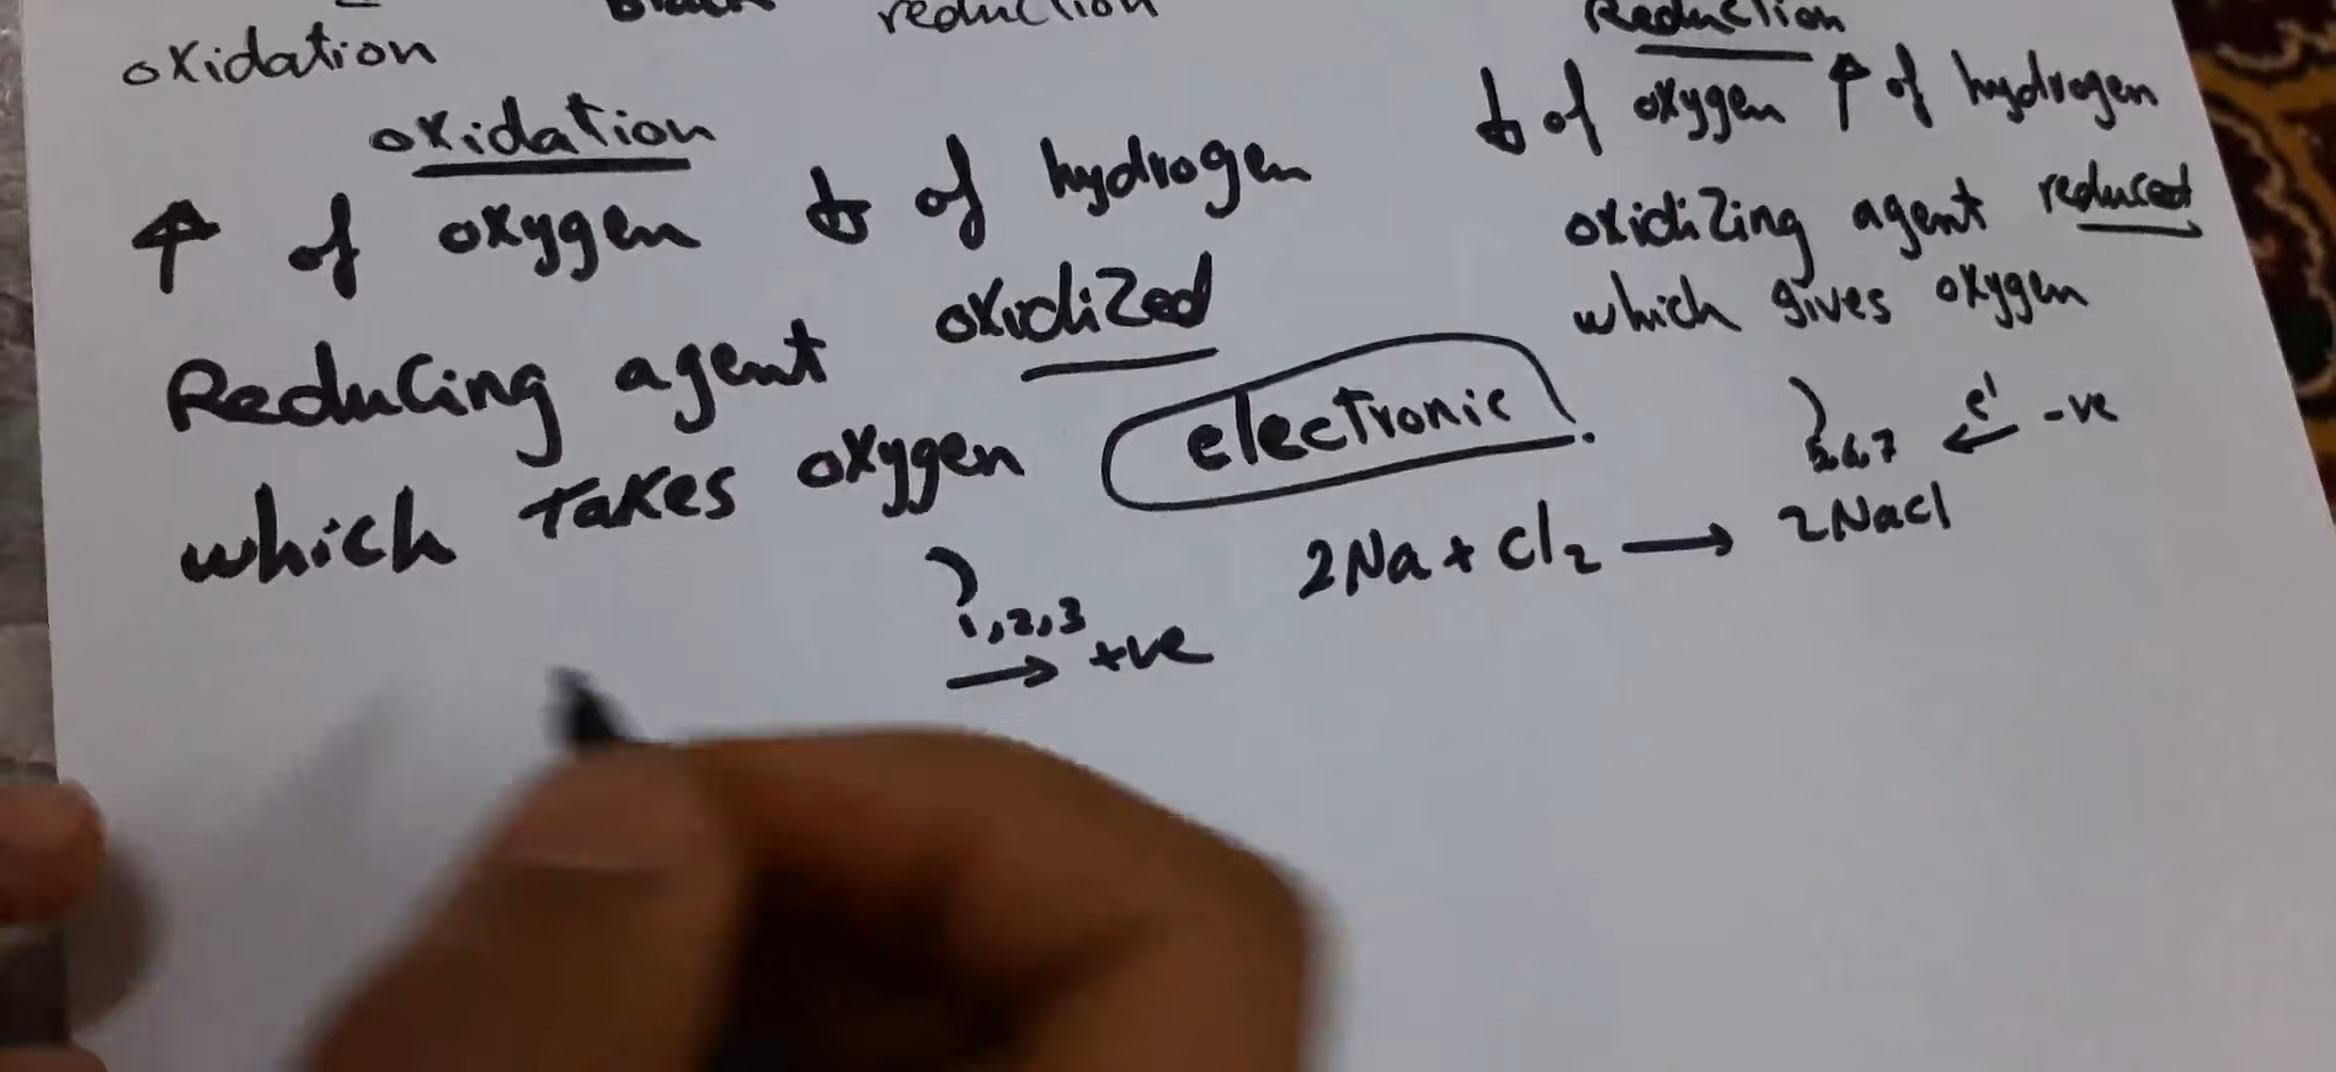 reduction
oxidation
oxidation
↑ of oxygen ↓ of hydrogen
Reducing agent oxidized
which takes oxygen
Reduction
↓ of oxygen ↑ of hydrogen
oxidizing agent reduced
which gives oxygen
electronic
5,6,7 ← e' -ve
2Na + Cl2 → 2NaCl
1,2,3
→ +ve